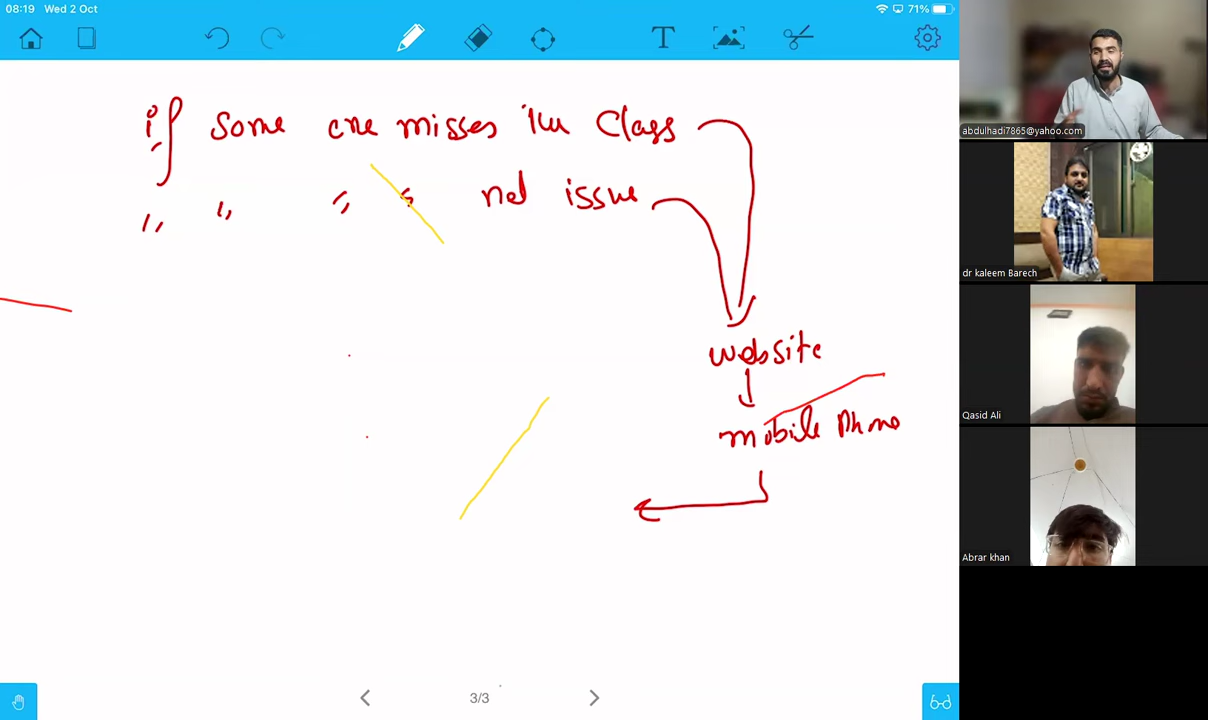 08:19 Wed 2 Oct
71%
T
if some one misses the Class
" " " " not issue
website
mobile Phone
3/3
abdulhadi7865@yahoo.com
dr kaleem Barech
Qasid Ali
Abrar khan